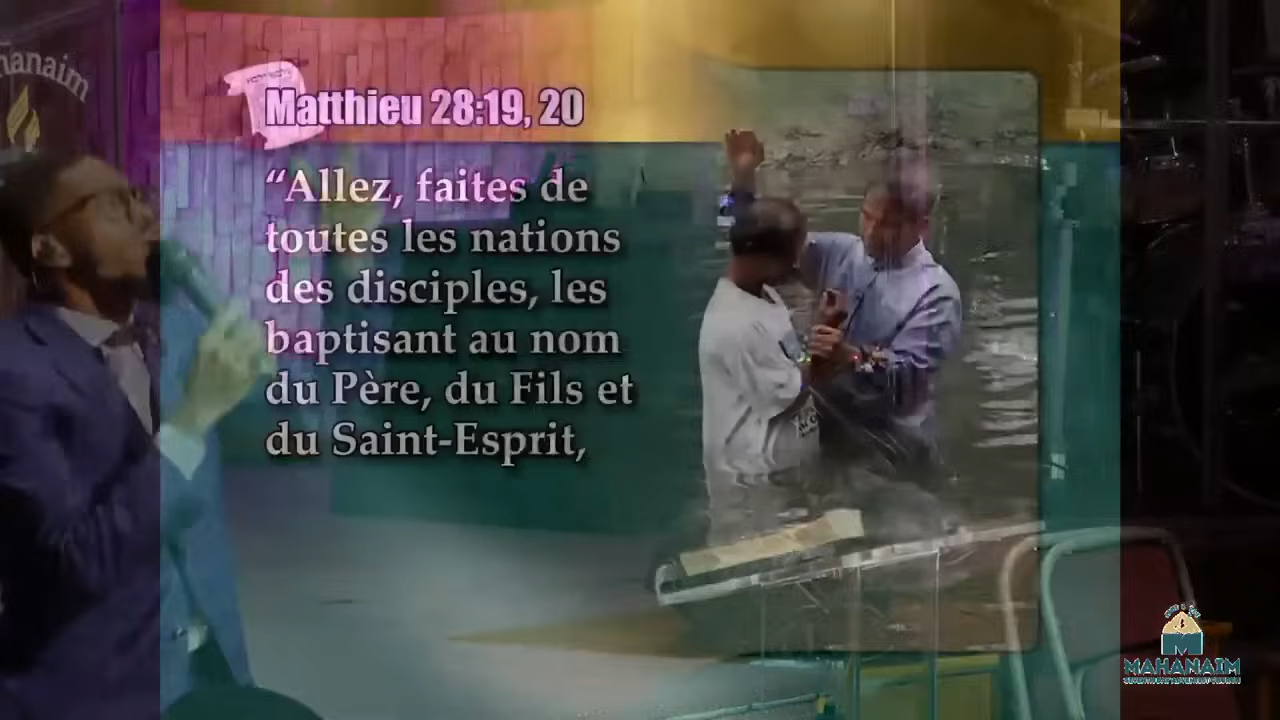 hanaim
Matthieu 28:19, 20
“Allez, faites de
toutes les nations
des disciples, les
baptisant au nom
du Père, du Fils et
du Saint-Esprit,
MAHANAIM